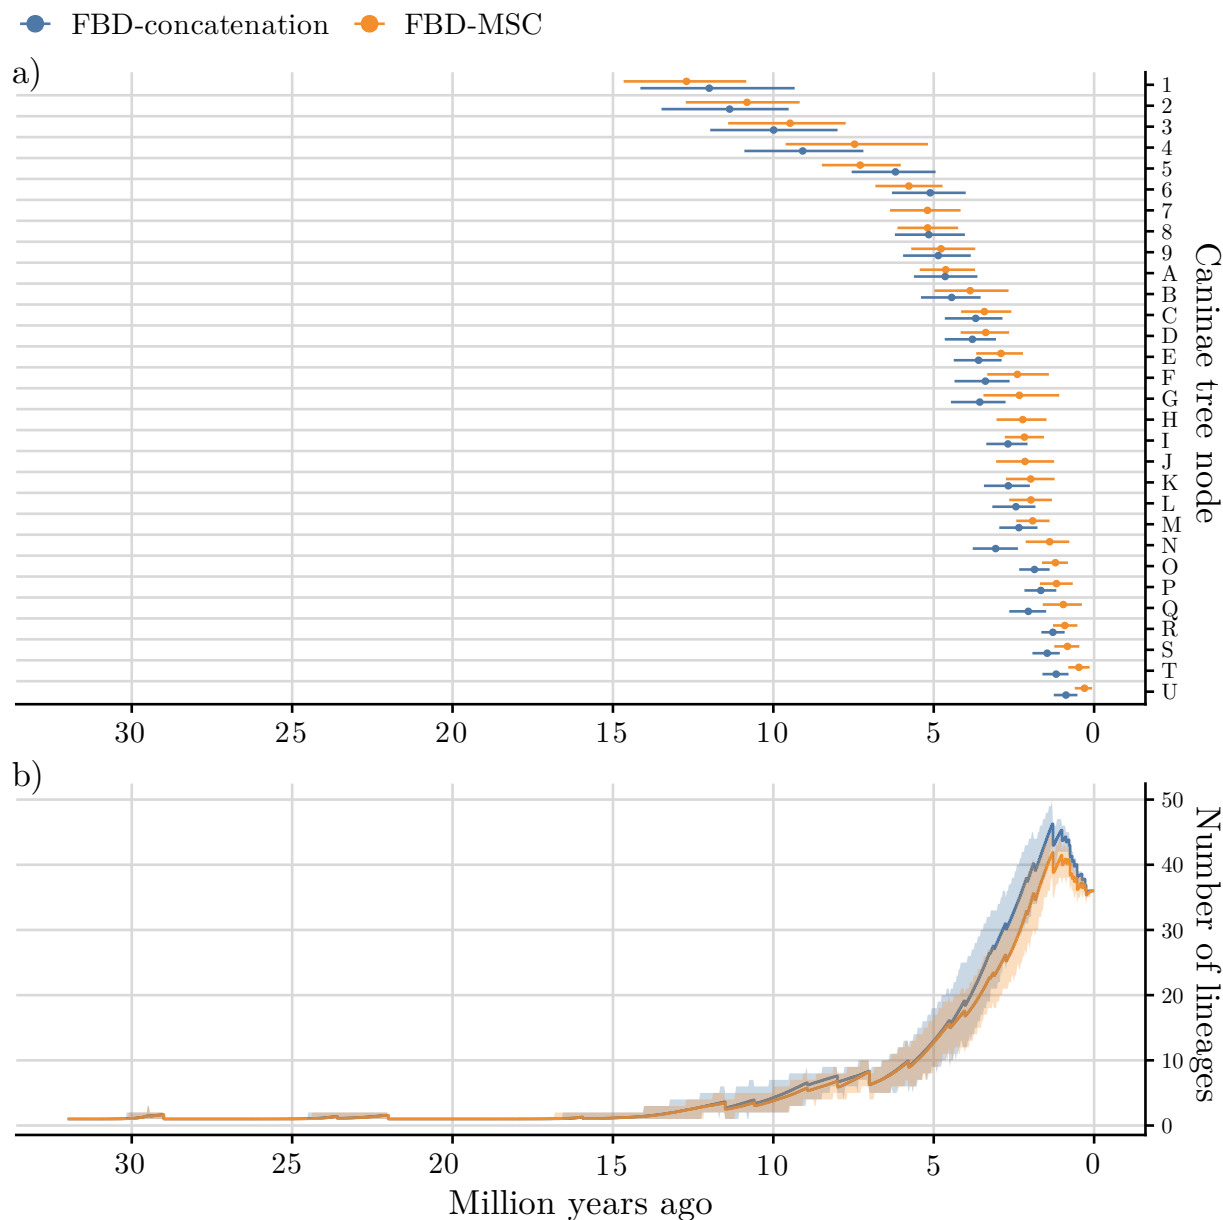 FBD-concatenation FBD-MSC
a)
1
2
3
4
5
6
7
8
9
A
B
C
D
E
F
G
H
I
J
K
L
M
N
O
P
Q
R
S
T
U
Caninae tree node
30 25 20 15 10 5 0
b)
50
40
30
20
10
0
Number of lineages
30 25 20 15 10 5 0
Million years ago